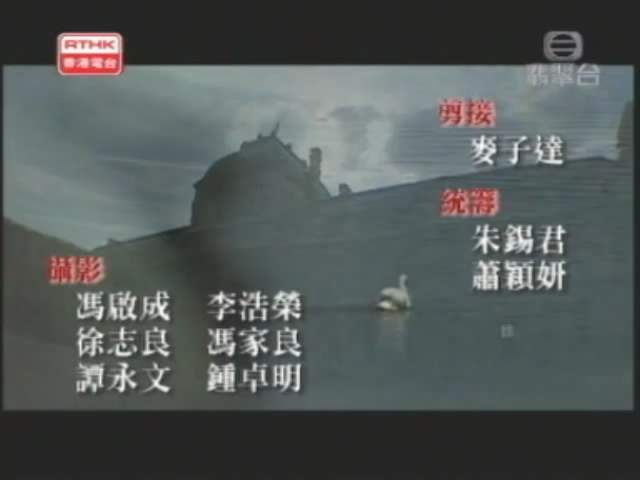 RTHK
香港電台
翡翠台
剪接
麥子達
統籌
朱錫君
蕭穎妍
攝影
馮啟成 李浩榮
徐志良 馮家良
譚永文 鍾卓明